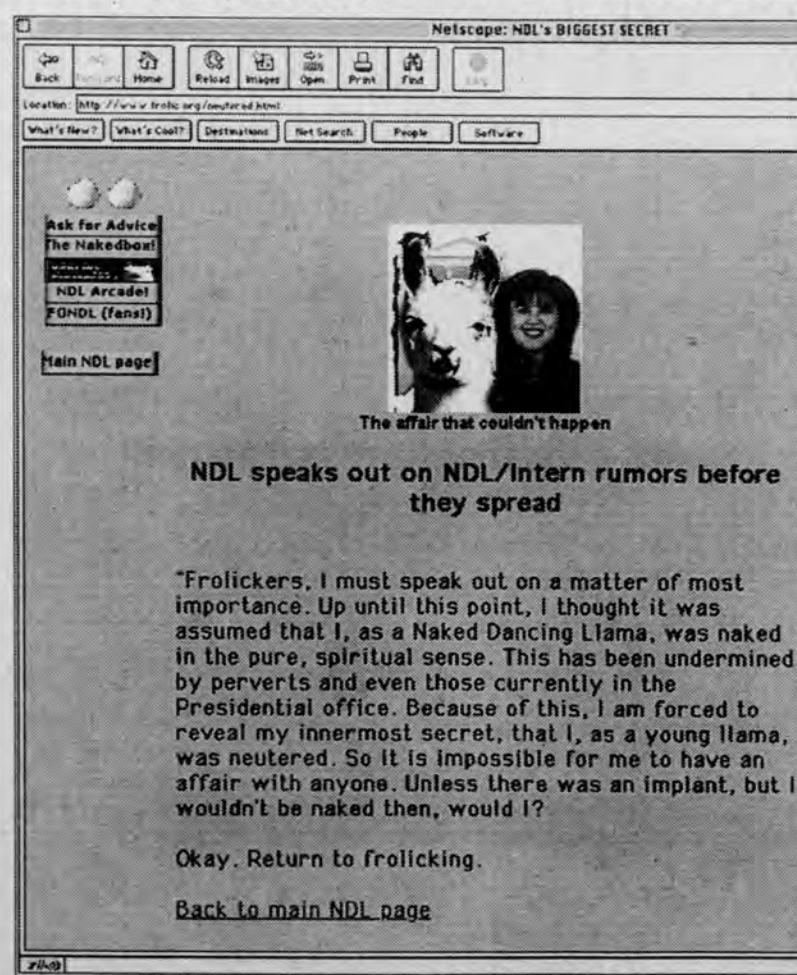 Netscape: NDL's BIGGEST SECRET
Back Forward Home Reload Images Open Print Find
Location: http://www.frolic.org/neutered.html
What's New? What's Cool? Destinations Net Search People Software
Ask for Advice
The Nakedbox!
NDL Arcade!
FONDL (fans!)
Main NDL page
The affair that couldn't happen
NDL speaks out on NDL/Intern rumors before
they spread
"Frolickers, I must speak out on a matter of most
importance. Up until this point, I thought it was
assumed that I, as a Naked Dancing Llama, was naked
in the pure, spiritual sense. This has been undermined
by perverts and even those currently in the
Presidential office. Because of this, I am forced to
reveal my innermost secret, that I, as a young llama,
was neutered. So it is impossible for me to have an
affair with anyone. Unless there was an implant, but I
wouldn't be naked then, would I?
Okay. Return to frolicking.
Back to main NDL page